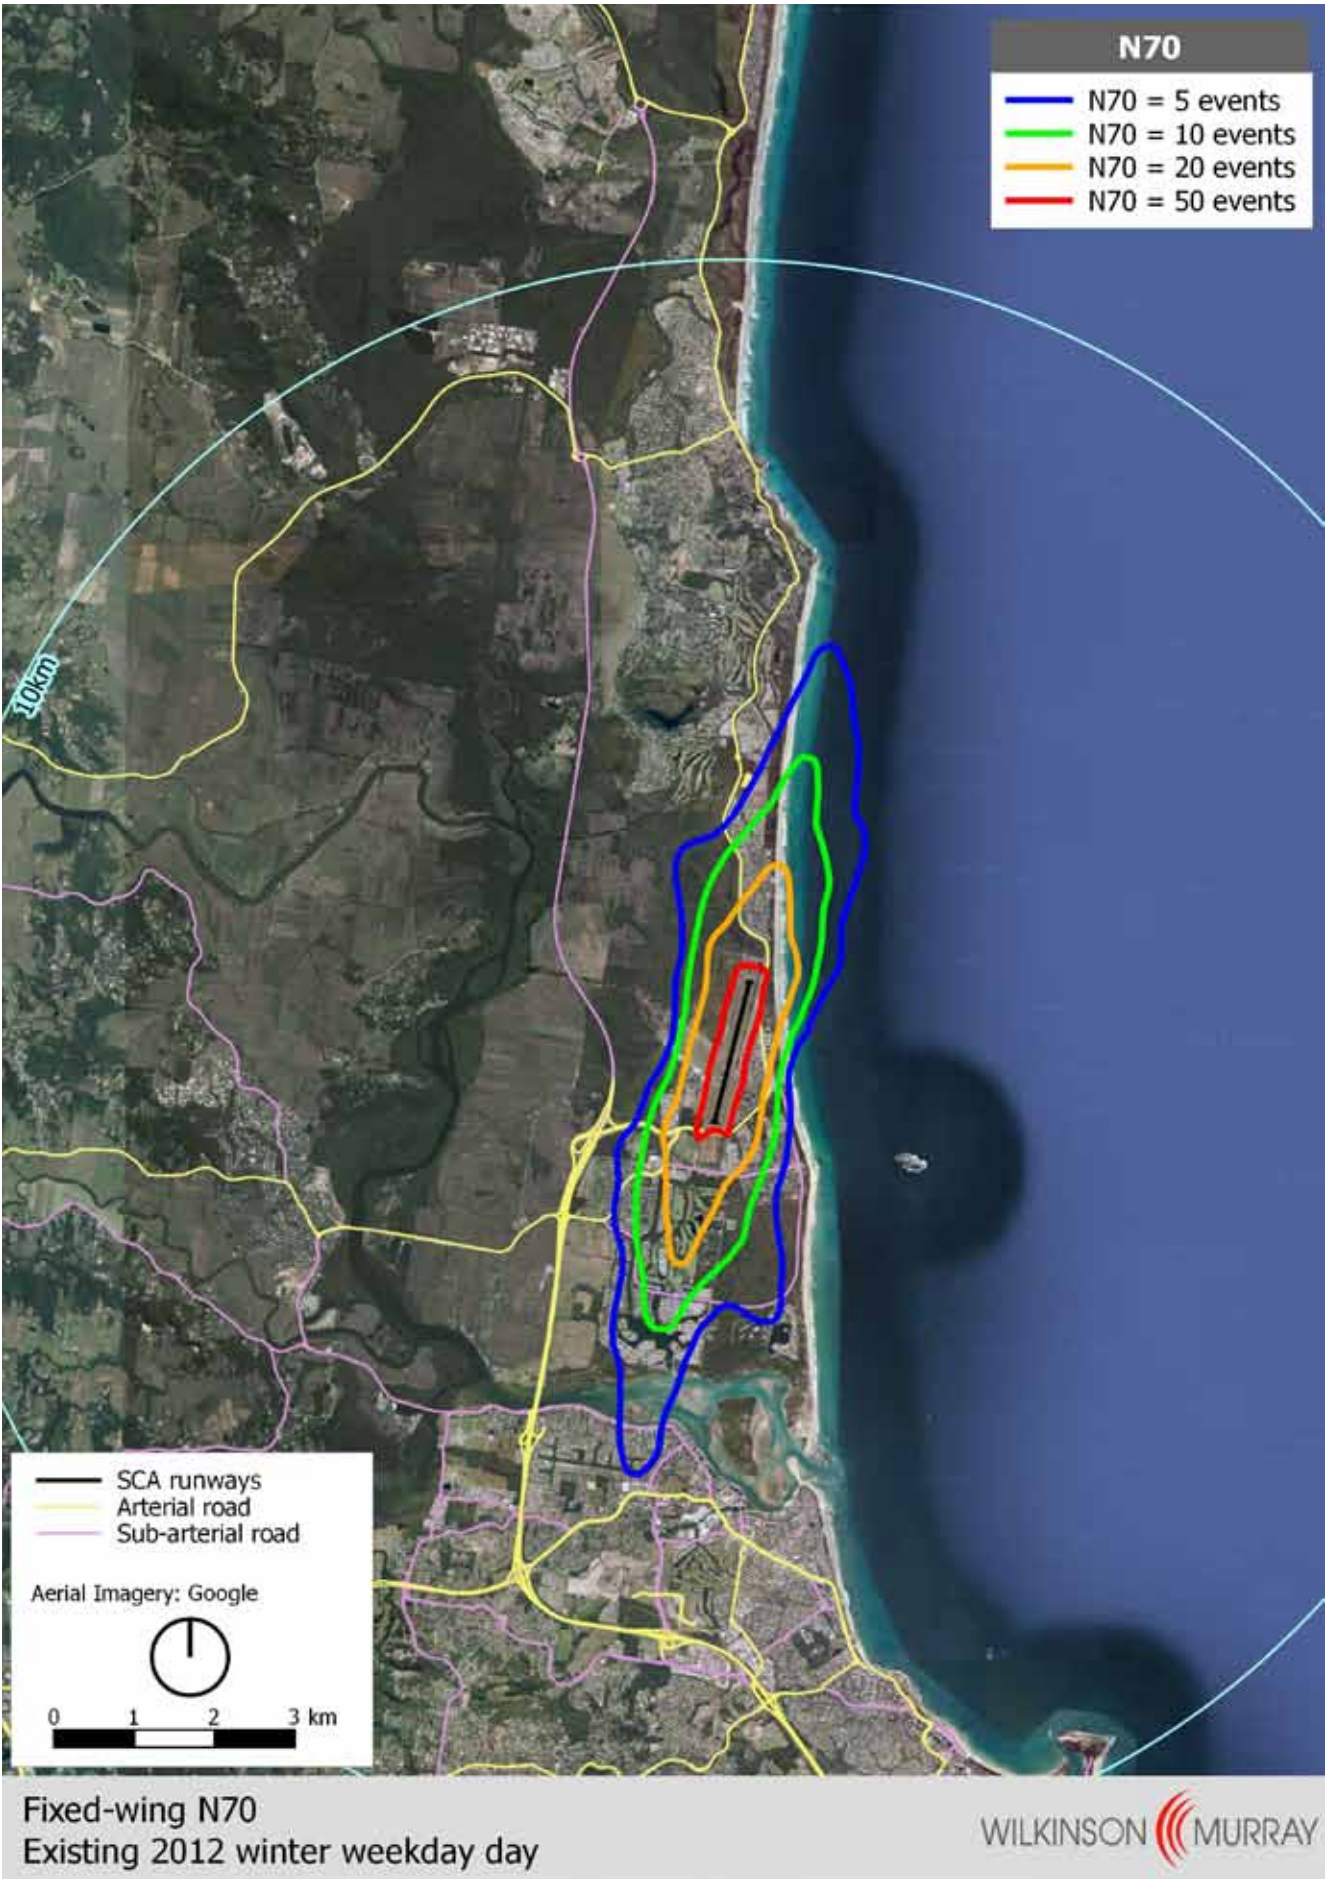 N70
N70 = 5 events
N70 = 10 events
N70 = 20 events
N70 = 50 events
10km
SCA runways
Arterial road
Sub-arterial road
Aerial Imagery: Google
0 1 2 3 km
Fixed-wing N70
Existing 2012 winter weekday day
WILKINSON MURRAY